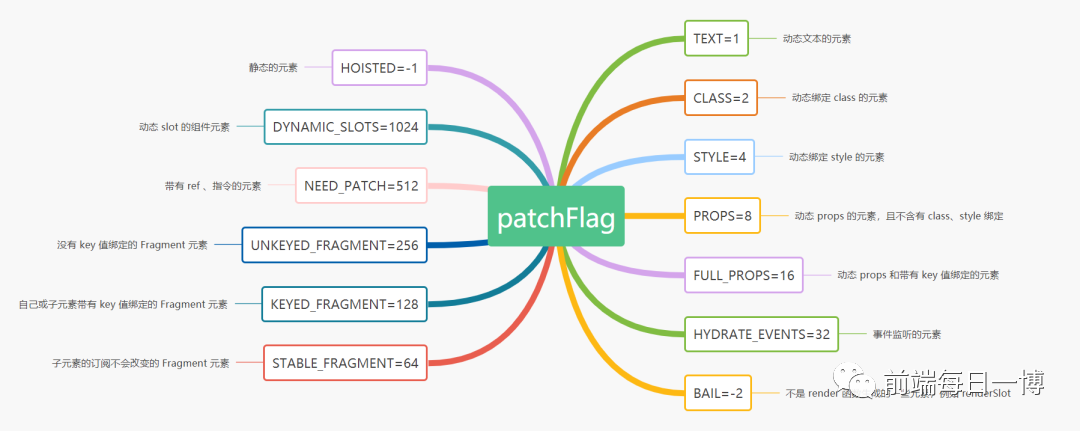 patchFlag
TEXT=1
动态文本的元素
CLASS=2
动态绑定 class 的元素
STYLE=4
动态绑定 style 的元素
PROPS=8
动态 props 的元素，且不含有 class、style 绑定
FULL_PROPS=16
动态 props 和带有 key 值绑定的元素
HYDRATE_EVENTS=32
事件监听的元素
BAIL=-2
不是 render 的一些元素，例如 renderSlot
HOISTED=-1
静态的元素
DYNAMIC_SLOTS=1024
动态 slot 的组件元素
NEED_PATCH=512
带有 ref 、指令的元素
UNKEYED_FRAGMENT=256
没有 key 值绑定的 Fragment 元素
KEYED_FRAGMENT=128
自己或子元素带有 key 值绑定的 Fragment 元素
STABLE_FRAGMENT=64
子元素的订阅不会改变的 Fragment 元素
前端每日一博